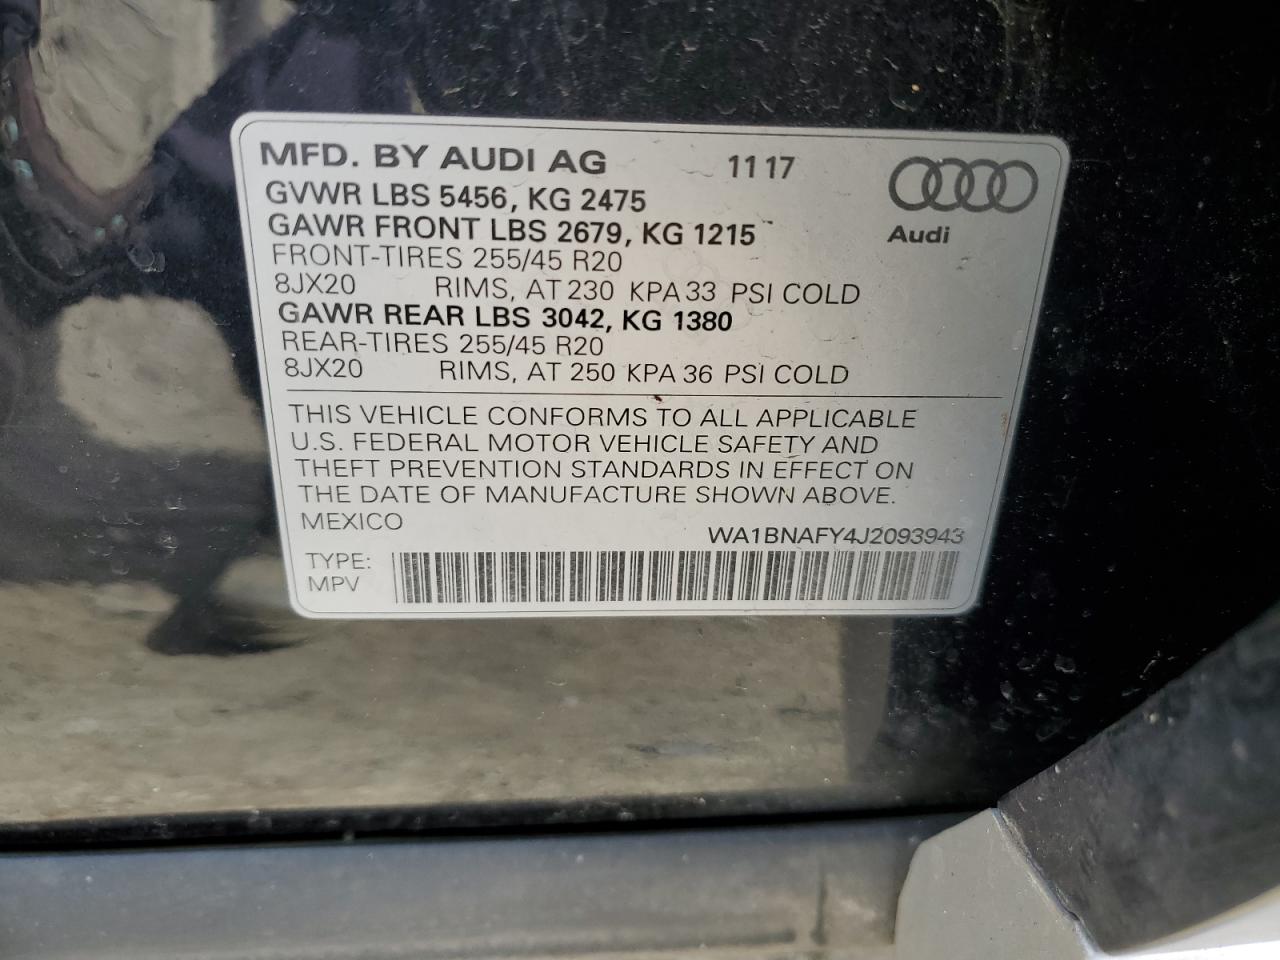 MFD. BY AUDI AG 11 17
GVWR LBS 5456, KG 2475
GAWR FRONT LBS 2679, KG 1215
FRONT-TIRES 255/45 R20
8JX20 RIMS, AT 230 KPA 33 PSI COLD
GAWR REAR LBS 3042, KG 1380
REAR-TIRES 255/45 R20
8JX20 RIMS, AT 250 KPA 36 PSI COLD
Audi
THIS VEHICLE CONFORMS TO ALL APPLICABLE
U.S. FEDERAL MOTOR VEHICLE SAFETY AND
THEFT PREVENTION STANDARDS IN EFFECT ON
THE DATE OF MANUFACTURE SHOWN ABOVE.
MEXICO WA1BNAFY4J2093943
TYPE:
MPV